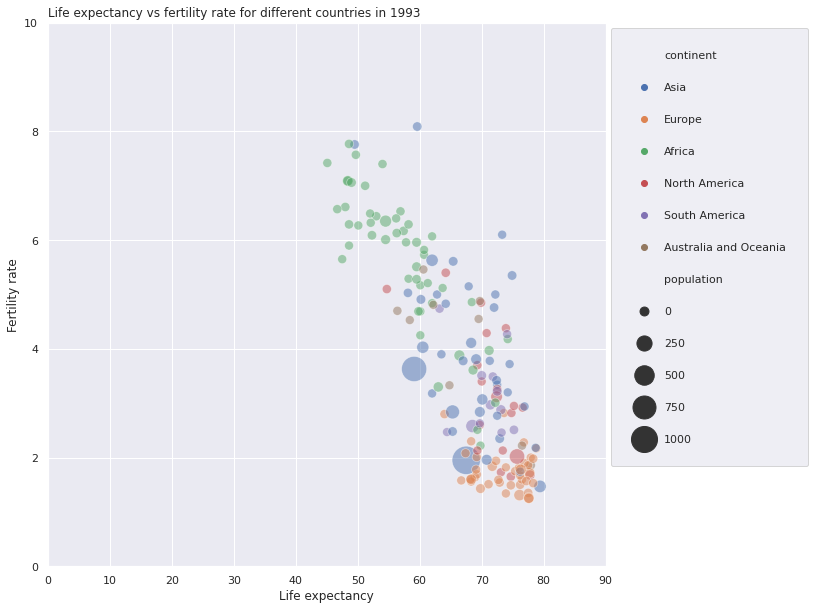 Life expectancy vs fertility rate for different countries in 1993
10
8
6
4
2
0
Fertility rate
0 10 20 30 40 50 60 70 80 90
Life expectancy
continent
Asia
Europe
Africa
North America
South America
Australia and Oceania
population
0
250
500
750
1000